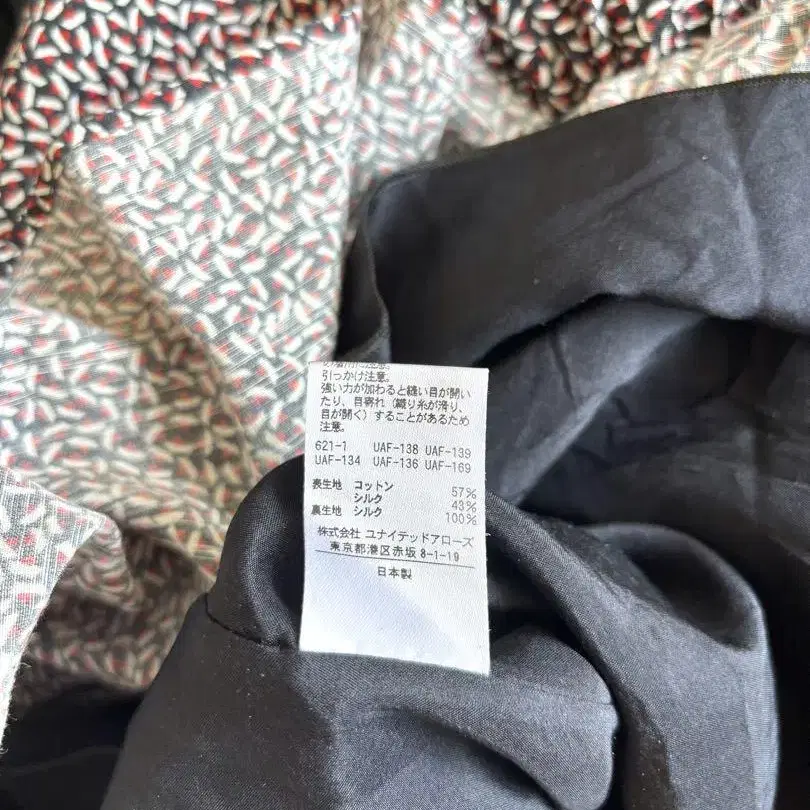 引っかけ注意。
強い力が加わると縫い目が開い
たり、目寄れ（織り糸が滑り、
目が開く）することがあるため
注意。
621-1 UAF-138 UAF-139
UAF-134 UAF-136 UAF-169
表生地 コットン 57%
シルク 43%
裏生地 シルク 100%
株式会社 ユナイテッドアローズ
東京都港区赤坂8-1-19
日本製